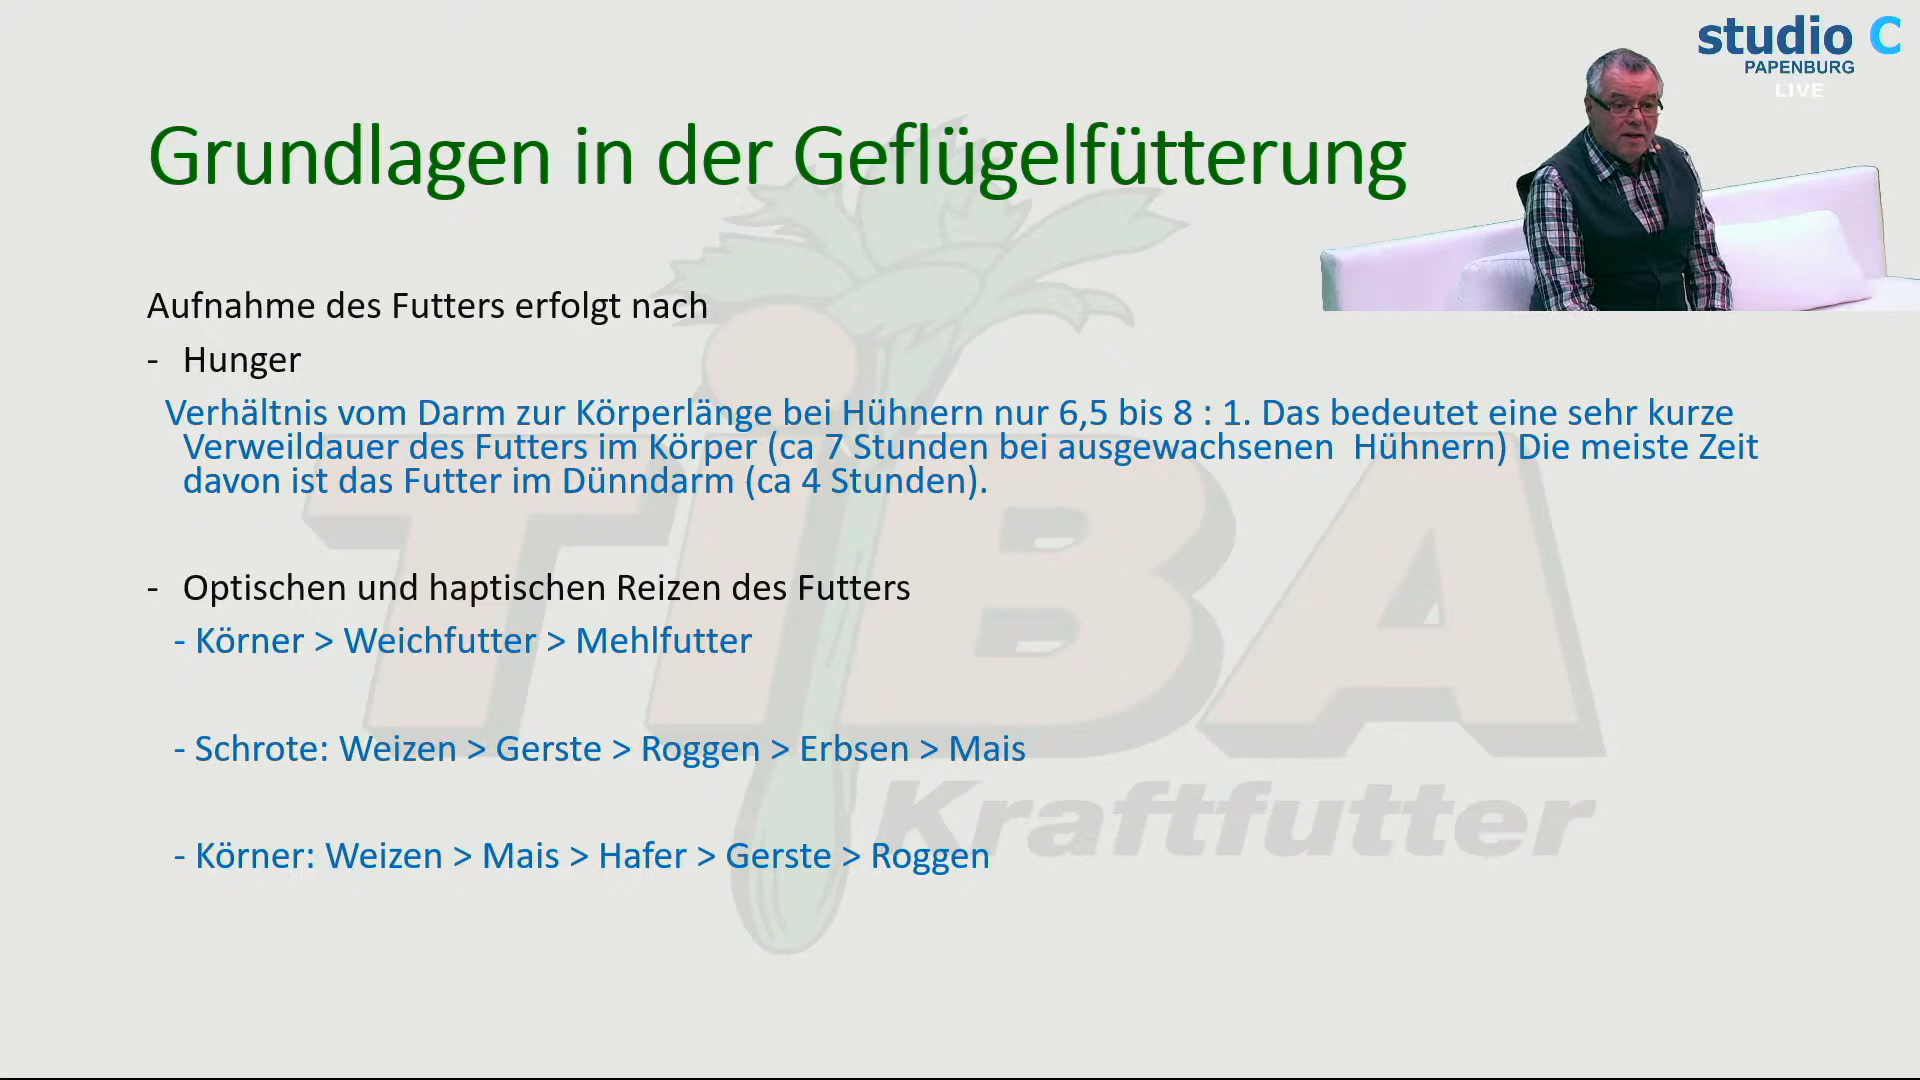 studio C
PAPENBURG
LIVE
Grundlagen in der Geflügelfütterung
Aufnahme des Futters erfolgt nach
- Hunger
Verhältnis vom Darm zur Körperlänge bei Hühnern nur 6,5 bis 8 : 1. Das bedeutet eine sehr kurze
Verweildauer des Futters im Körper (ca 7 Stunden bei ausgewachsenen Hühnern) Die meiste Zeit
davon ist das Futter im Dünndarm (ca 4 Stunden).
- Optischen und haptischen Reizen des Futters
- Körner > Weichfutter > Mehlfutter
- Schrote: Weizen > Gerste > Roggen > Erbsen > Mais
- Körner: Weizen > Mais > Hafer > Gerste > Roggen
TiBA
Kraftfutter